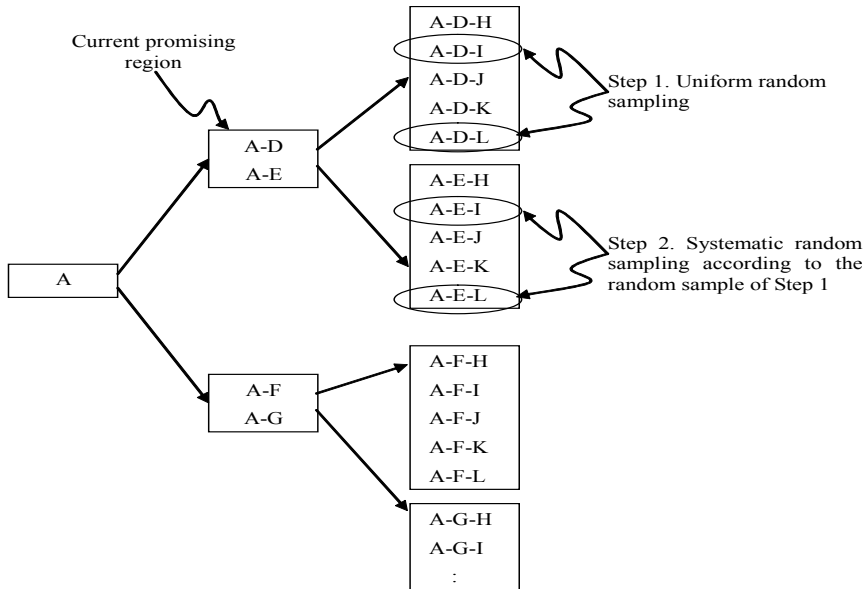 Current promising
region
A
A-D
A-E
A-F
A-G
A-D-H
A-D-I
A-D-J
A-D-K
A-D-L
Step 1. Uniform random
sampling
A-E-H
A-E-I
A-E-J
A-E-K
A-E-L
Step 2. Systematic random
sampling according to the
random sample of Step 1
A-F-H
A-F-I
A-F-J
A-F-K
A-F-L
A-G-H
A-G-I
: